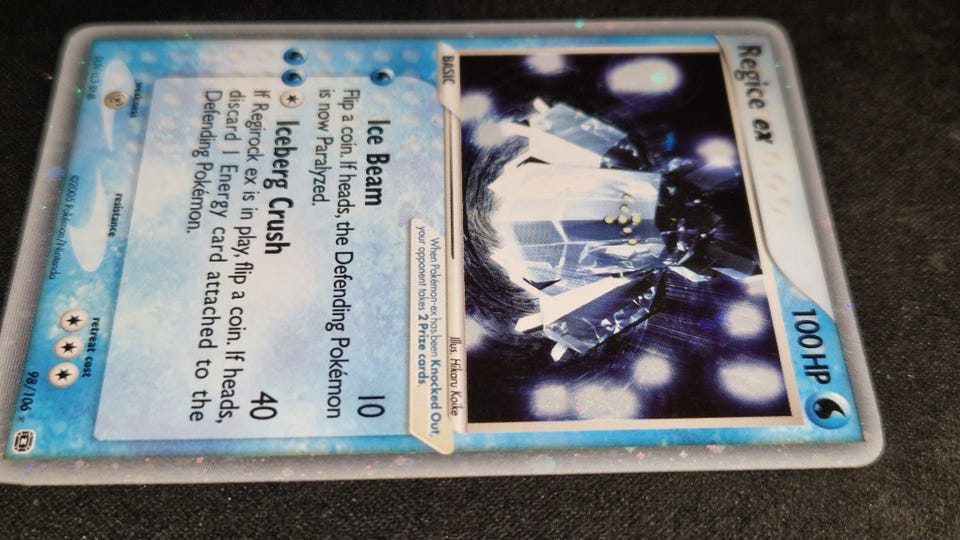 Regice ex
100 HP
BASIC
Illus. Hikaru Koike
When Pokémon-ex has been Knocked Out,
your opponent takes 2 Prize cards.
Ice Beam 10
Flip a coin. If heads, the Defending Pokémon
is now Paralyzed.
Iceberg Crush 40
If Regirock ex is in play, flip a coin. If heads,
discard 1 Energy card attached to the
Defending Pokémon.
weakness
resistance
retreat cost
©2005 Pokémon/Nintendo
98/106